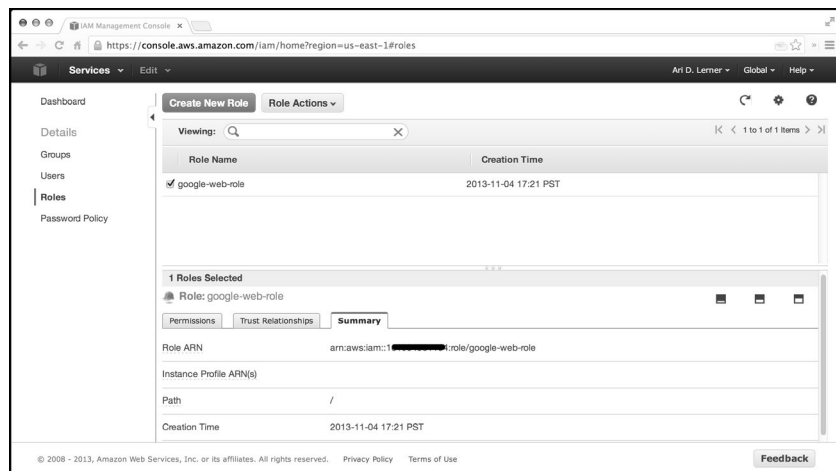 IAM Management Console
https://console.aws.amazon.com/iam/home?region=us-east-1#roles
Services Edit Ari D. Lerner Global Help
Dashboard
Details
Groups
Users
Roles
Password Policy
Create New Role Role Actions
Viewing: 1 to 1 of 1 Items
Role Name Creation Time
google-web-role 2013-11-04 17:21 PST
1 Roles Selected
Role: google-web-role
Permissions Trust Relationships Summary
Role ARN arn:aws:iam::1 :role/google-web-role
Instance Profile ARN(s)
Path /
Creation Time 2013-11-04 17:21 PST
© 2008 - 2013, Amazon Web Services, Inc. or its affiliates. All rights reserved. Privacy Policy Terms of Use Feedback